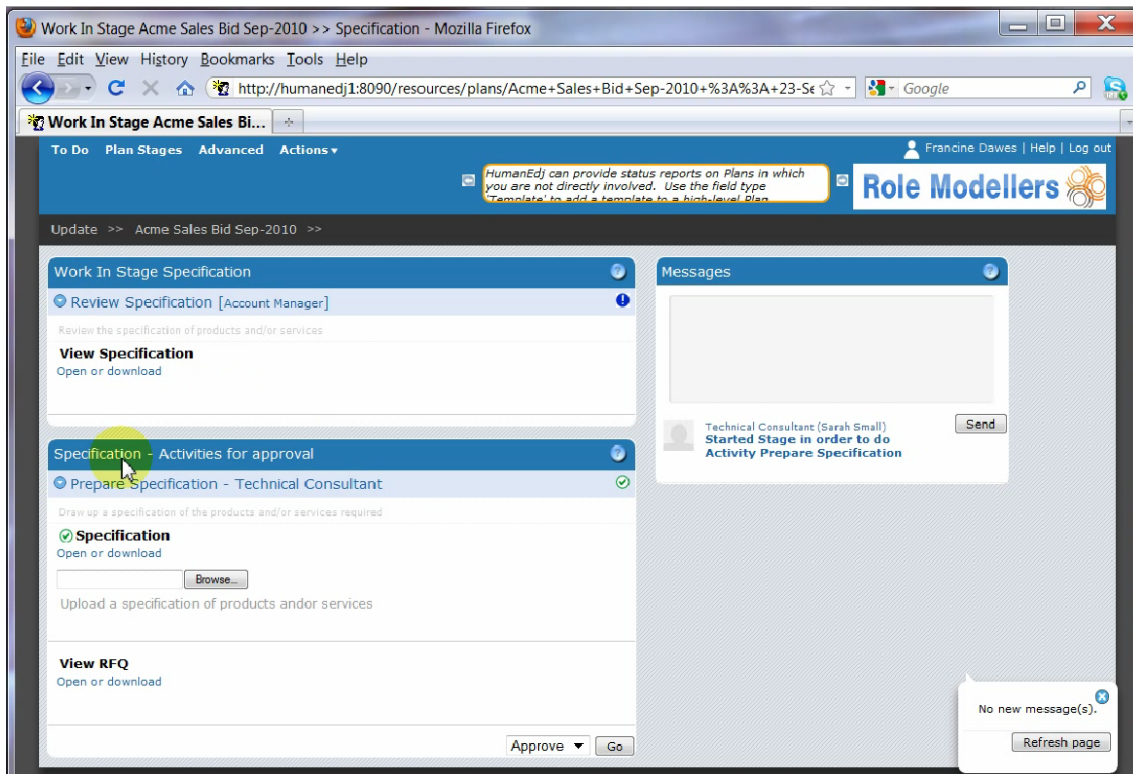 Work In Stage Acme Sales Bid Sep-2010 >> Specification - Mozilla Firefox
File Edit View History Bookmarks Tools Help
http://humanedj1:8090/resources/plans/Acme+Sales+Bid+Sep-2010+%3A%3A+23-Se
Google
Work In Stage Acme Sales Bi...
To Do Plan Stages Advanced Actions
Francine Dawes | Help | Log out
HumanEdj can provide status reports on Plans in which
you are not directly involved. Use the field type
'Template' to add a template to a high-level Plan
Role Modellers
Update >> Acme Sales Bid Sep-2010 >>
Work In Stage Specification
Review Specification [Account Manager]
Review the specification of products and/or services
View Specification
Open or download
Messages
Send
Technical Consultant (Sarah Small)
Started Stage in order to do
Activity Prepare Specification
Specification - Activities for approval
Prepare Specification - Technical Consultant
Draw up a specification of the products and/or services required
Specification
Open or download
Browse...
Upload a specification of products andor services
View RFQ
Open or download
Approve Go
No new message(s).
Refresh page